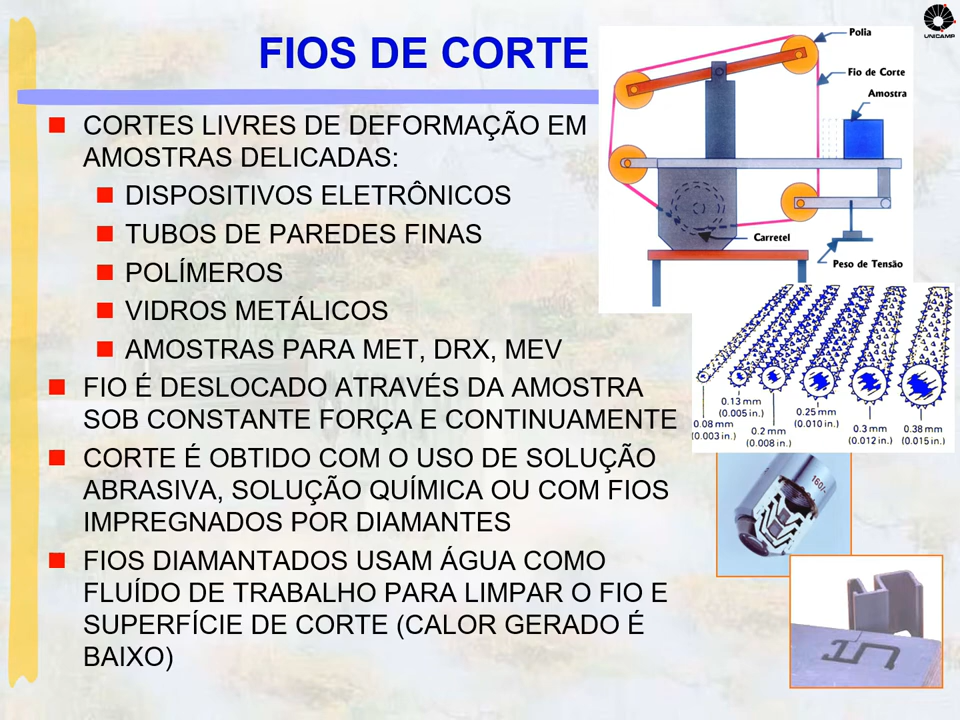 FIOS DE CORTE
UNICAMP
Polia
Fio de Corte
Amostra
Carretel
Peso de Tensão
CORTES LIVRES DE DEFORMAÇÃO EM
AMOSTRAS DELICADAS:
DISPOSITIVOS ELETRÔNICOS
TUBOS DE PAREDES FINAS
POLÍMEROS
VIDROS METÁLICOS
AMOSTRAS PARA MET, DRX, MEV
FIO É DESLOCADO ATRAVÉS DA AMOSTRA
SOB CONSTANTE FORÇA E CONTINUAMENTE
CORTE É OBTIDO COM O USO DE SOLUÇÃO
ABRASIVA, SOLUÇÃO QUÍMICA OU COM FIOS
IMPREGNADOS POR DIAMANTES
FIOS DIAMANTADOS USAM ÁGUA COMO
FLUÍDO DE TRABALHO PARA LIMPAR O FIO E
SUPERFÍCIE DE CORTE (CALOR GERADO É
BAIXO)
0.08 mm
(0.003 in.)
0.13 mm
(0.005 in.)
0.2 mm
(0.008 in.)
0.25 mm
(0.010 in.)
0.3 mm
(0.012 in.)
0.38 mm
(0.015 in.)